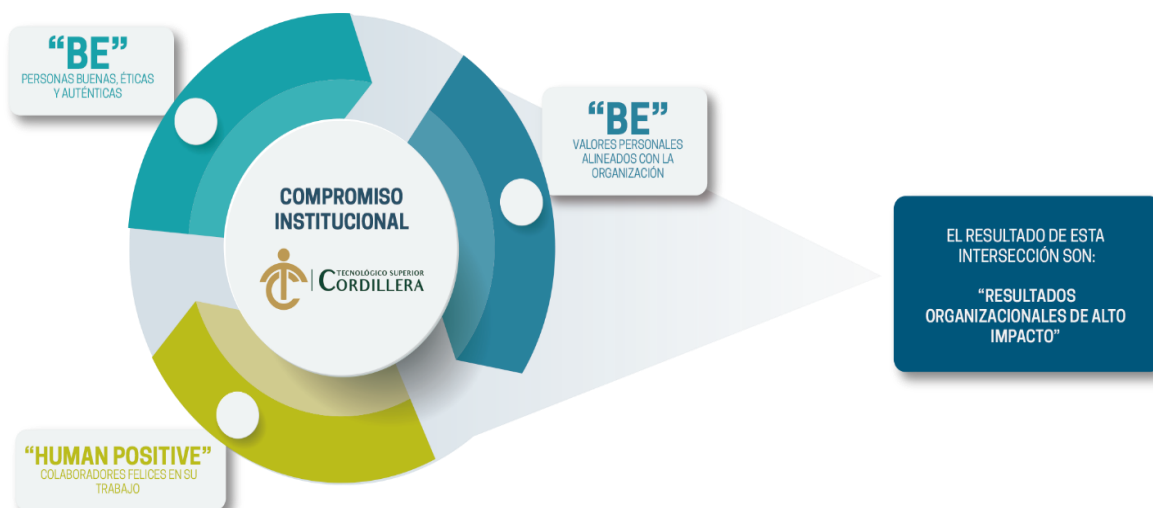 “BE”
PERSONAS BUENAS, ÉTICAS
Y AUTÉNTICAS
“BE”
VALORES PERSONALES
ALINEADOS CON LA
ORGANIZACIÓN
COMPROMISO
INSTITUCIONAL
TECNOLÓGICO SUPERIOR
CORDILLERA
EL RESULTADO DE ESTA
INTERSECCIÓN SON:
“RESULTADOS
ORGANIZACIONALES DE ALTO
IMPACTO”
“HUMAN POSITIVE”
COLABORADORES FELICES EN SU
TRABAJO